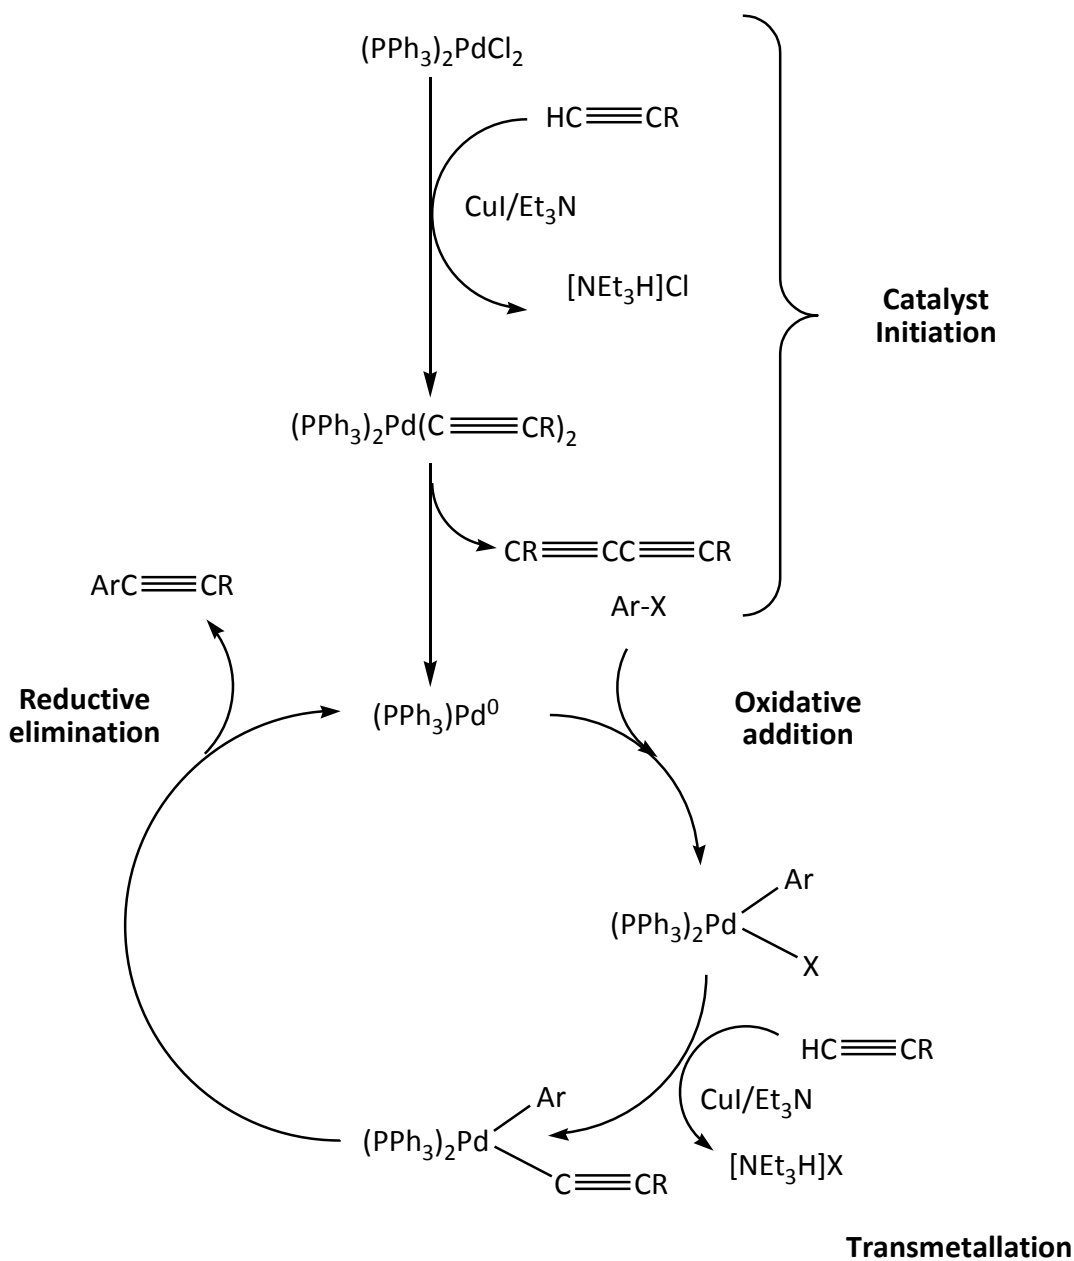 (PPh₃)₂PdCl₂
HC≡CR
CuI/Et₃N
[NEt₃H]Cl
Catalyst
Initiation
(PPh₃)₂Pd(C≡CR)₂
CR≡CC≡CR
ArC≡CR
Ar-X
Reductive
elimination
(PPh₃)Pd⁰
Oxidative
addition
Ar
(PPh₃)₂Pd
X
HC≡CR
CuI/Et₃N
[NEt₃H]X
Ar
(PPh₃)₂Pd
C≡CR
Transmetallation